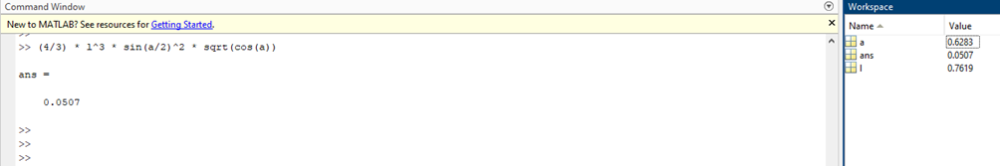 Command Window
New to MATLAB? See resources for Getting Started.
>>
>> (4/3) * l^3 * sin(a/2)^2 * sqrt(cos(a))
ans =
0.0507
>>
>>
>>
Workspace
Name Value
a 0.6283
ans 0.0507
l 0.7619